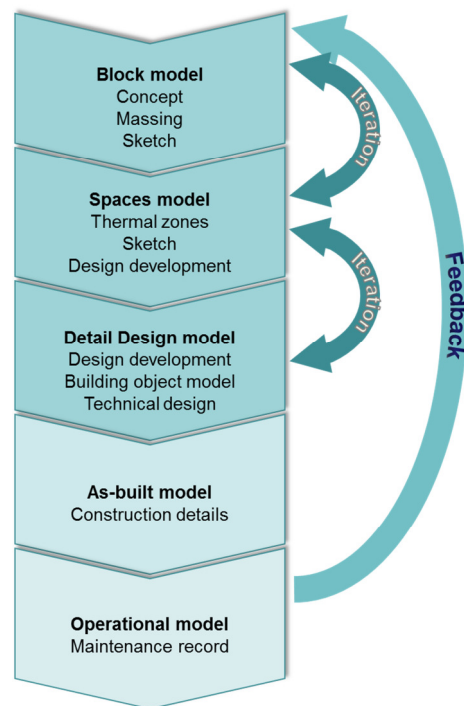 Block model
Concept
Massing
Sketch
Iteration
Spaces model
Thermal zones
Sketch
Design development
Iteration
Detail Design model
Design development
Building object model
Technical design
As-built model
Construction details
Operational model
Maintenance record
Feedback